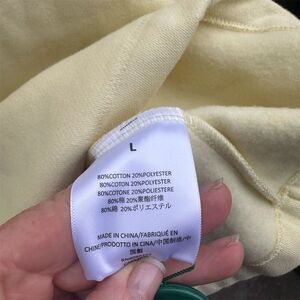 L
80%COTTON 20%POLYESTER
80%COTON 20%POLYESTER
80%COTONE 20%POLIESTERE
80%棉 20%聚酯纤维
80%綿 20%ポリエステル
MADE IN CHINA/FABRIQUÉ EN
CHINE/PRODOTTO IN CINA/中国制造/中
国製